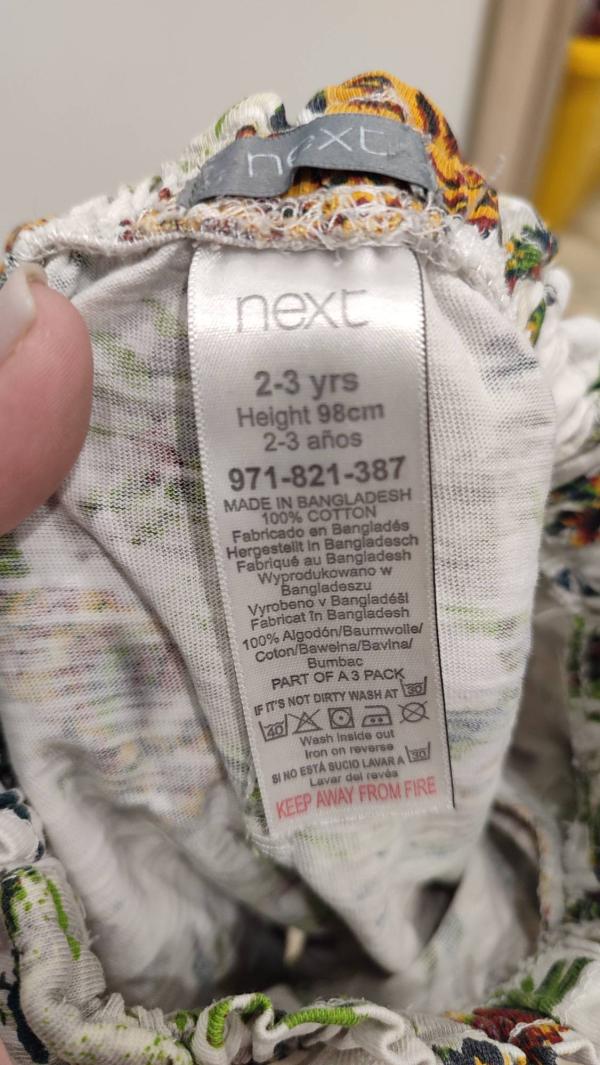 next
next
2-3 yrs
Height 98cm
2-3 años
971-821-387
MADE IN BANGLADESH
100% COTTON
Fabricado en Bangladés
Hergestellt in Bangladesch
Fabriqué au Bangladesh
Wyprodukowano w
Bangladeszu
Vyrobeno v Bangladéši
Fabricat în Bangladesh
100% Algodón/Baumwolle/
Coton/Bawełna/Bavlna/
Bumbac
PART OF A 3 PACK
IF IT'S NOT DIRTY WASH AT 30
40
Wash inside out
Iron on reverse
SI NO ESTÁ SUCIO LAVAR A 30
Lavar del revés
KEEP AWAY FROM FIRE